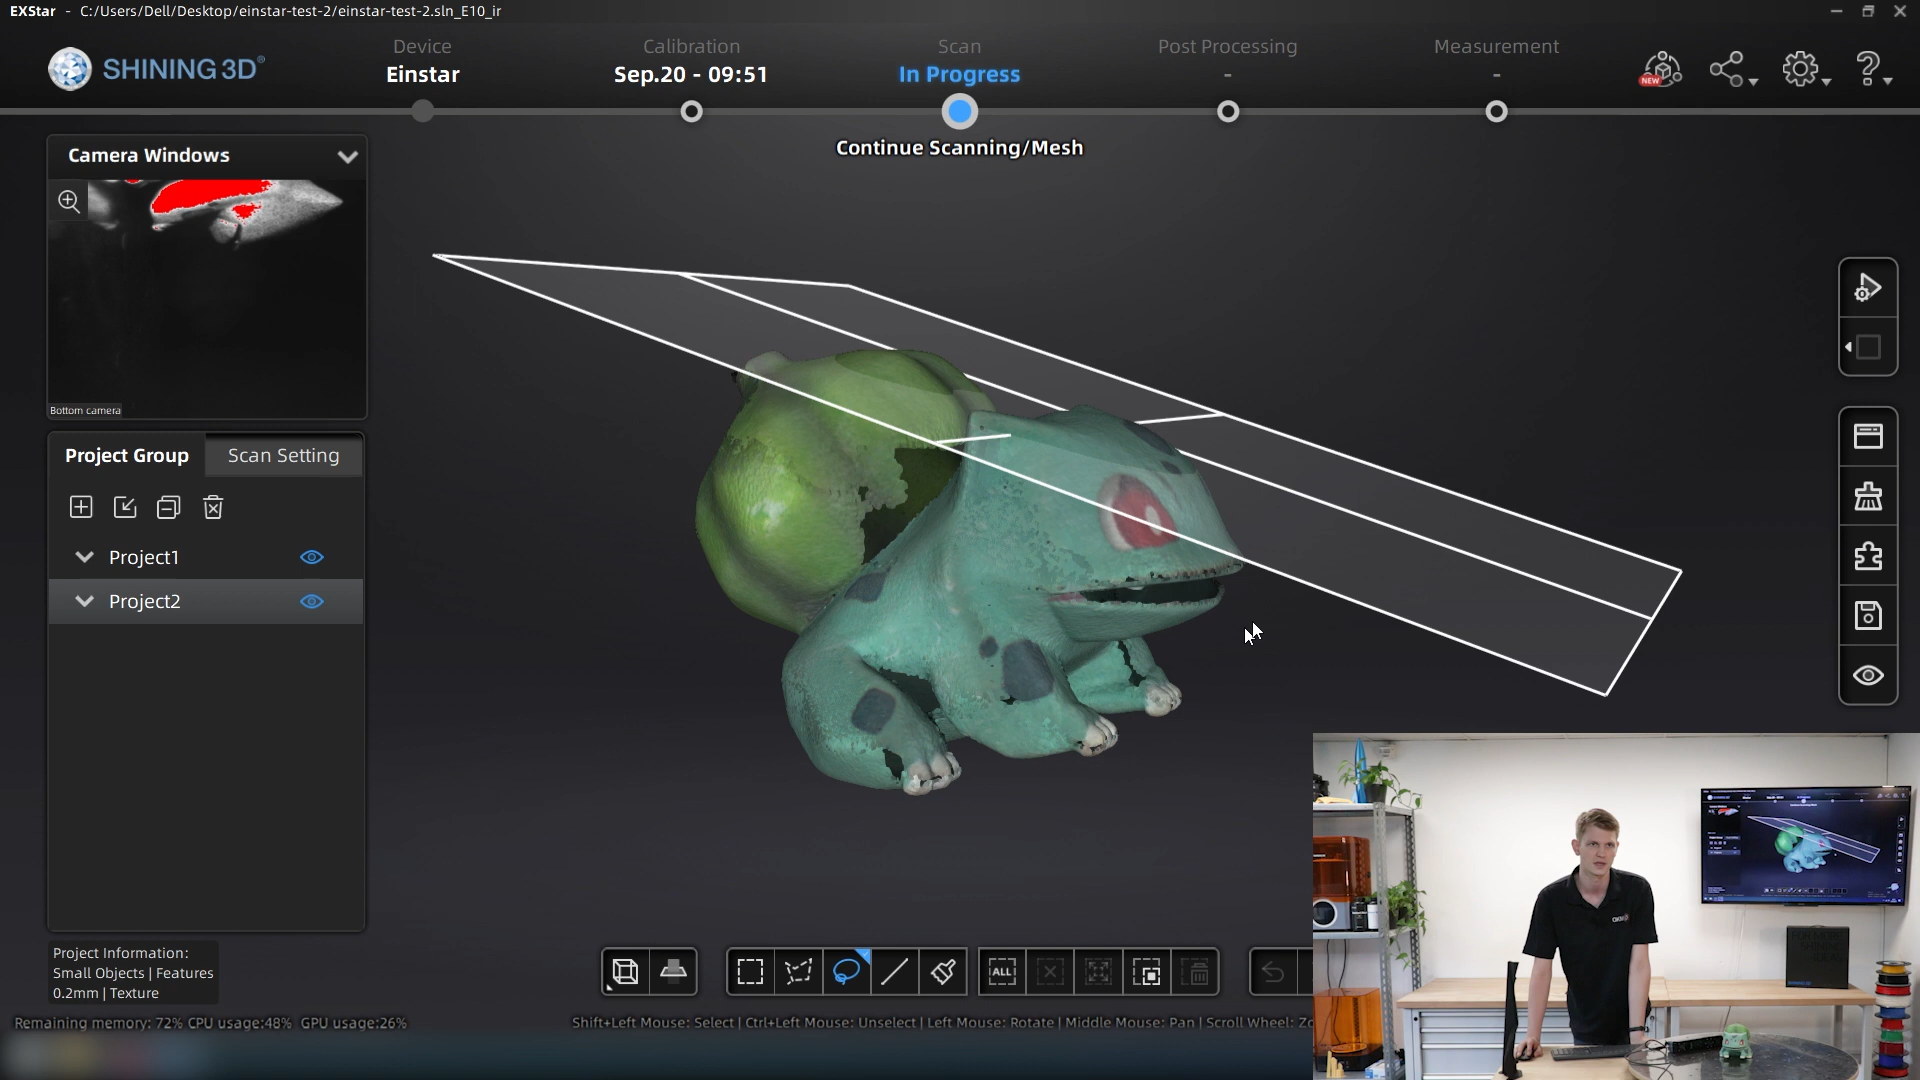 EXStar - C:/Users/Dell/Desktop/einstar-test-2/einstar-test-2.sln_E10_ir
SHINING 3D®
Device
Einstar
Calibration
Sep.20 - 09:51
Scan
In Progress
Post Processing
-
Measurement
-
NEW
Continue Scanning/Mesh
Camera Windows
Bottom camera
Project Group
Scan Setting
Project1
Project2
Project Information:
Small Objects | Features
0.2mm | Texture
ALL
Remaining memory: 72% CPU usage:48% GPU usage:26%
Shift+Left Mouse: Select | Ctrl+Left Mouse: Unselect | Left Mouse: Rotate | Middle Mouse: Pan | Scroll Wheel: Zo